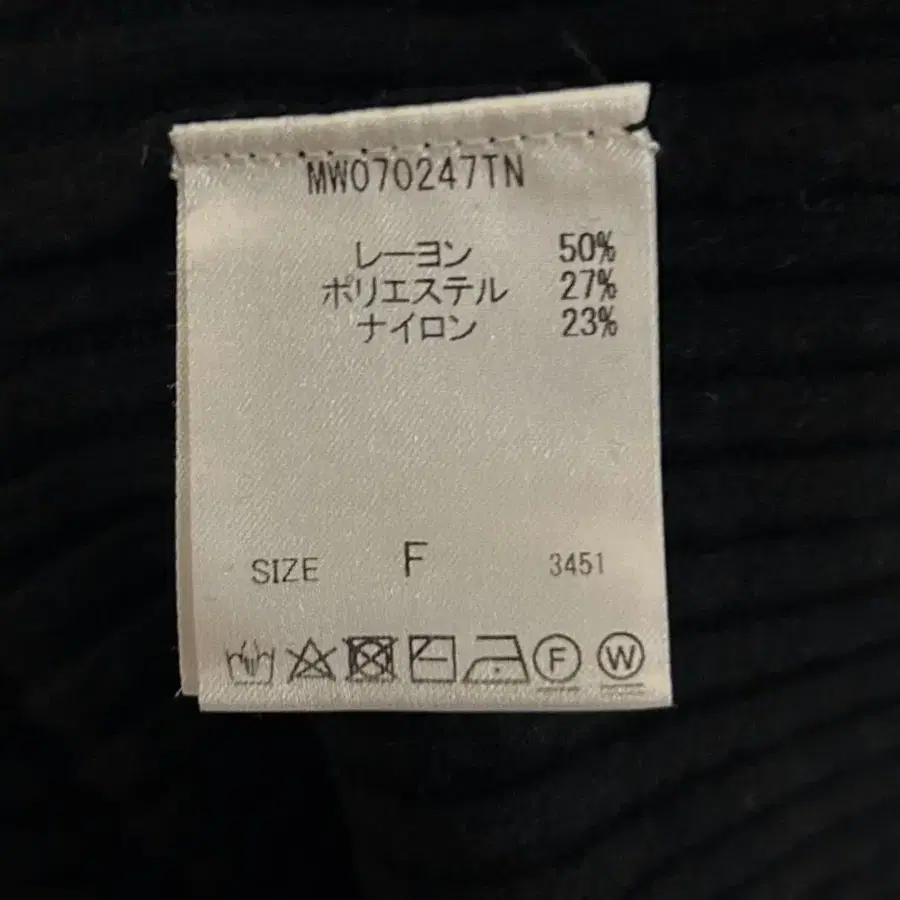 MW070247TN
レーヨン 50%
ポリエステル 27%
ナイロン 23%
SIZE F 3451
F W